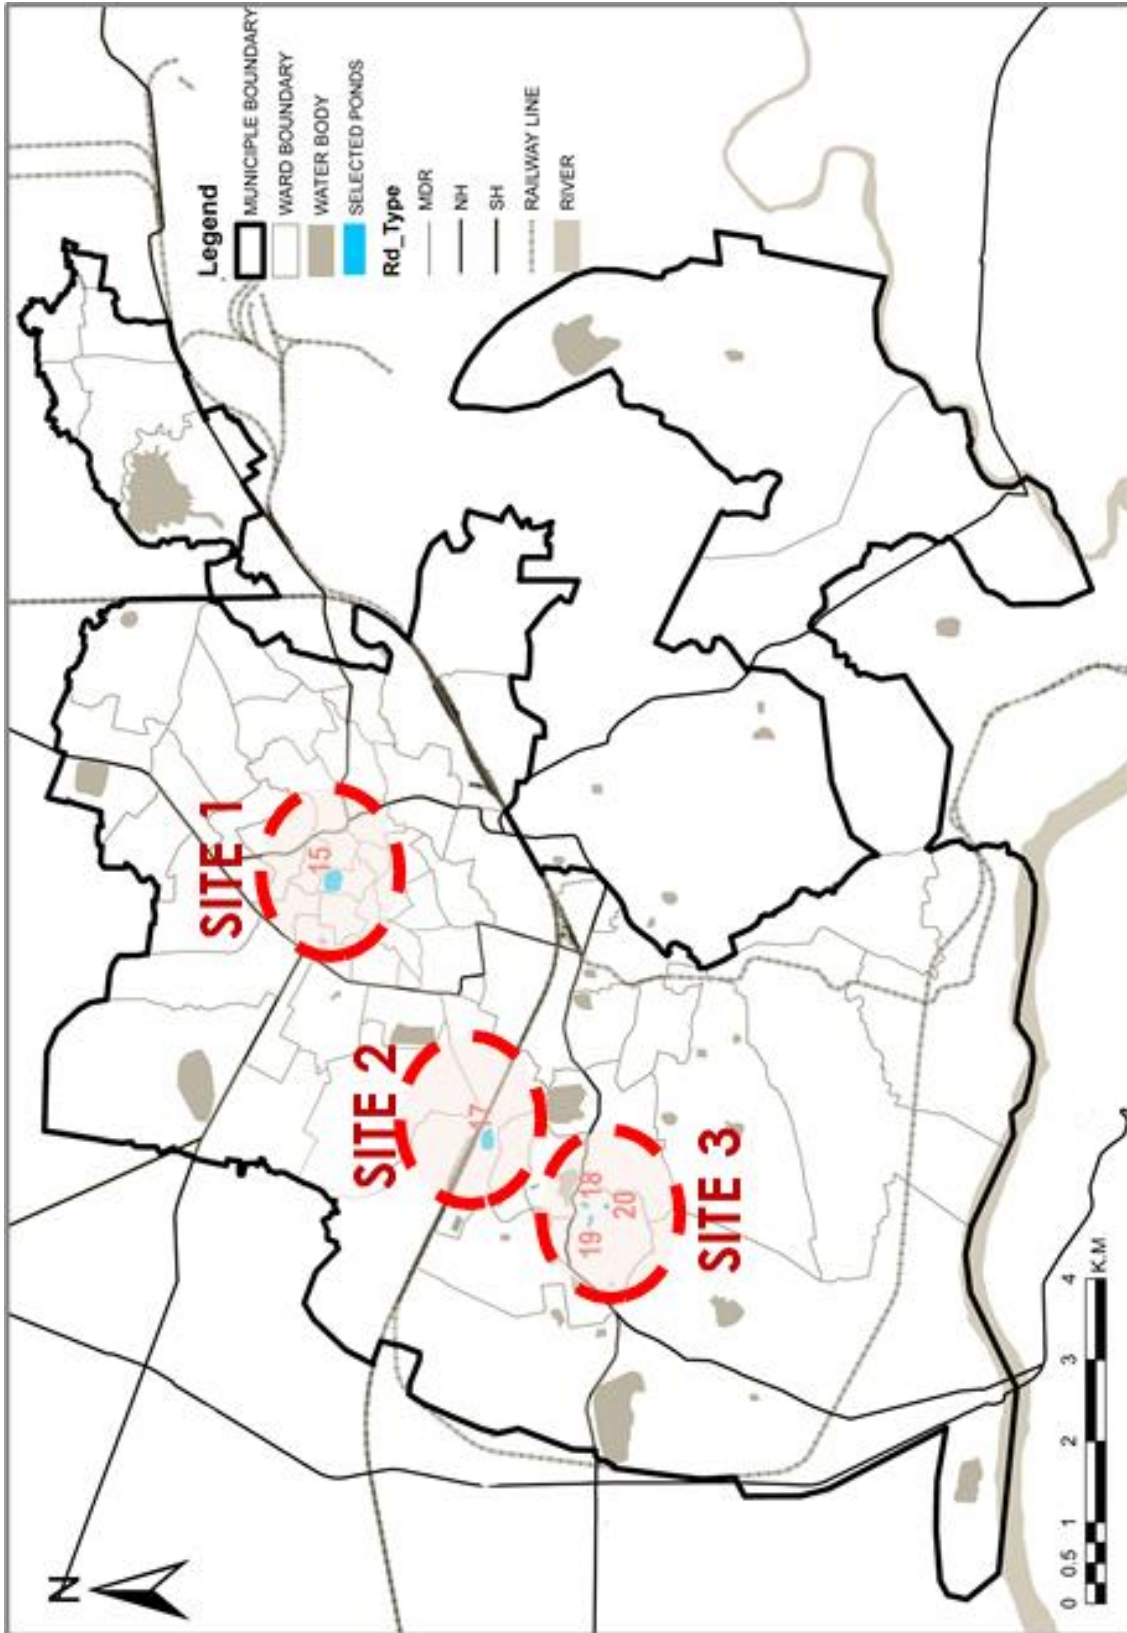 N
SITE 1
15
SITE 2
17
SITE 3
18
19
20
Legend
MUNICIPLE BOUNDARY
WARD BOUNDARY
WATER BODY
SELECTED PONDS
Rd_Type
MDR
NH
SH
RAILWAY LINE
RIVER
0 0.5 1 2 3 4
K.M